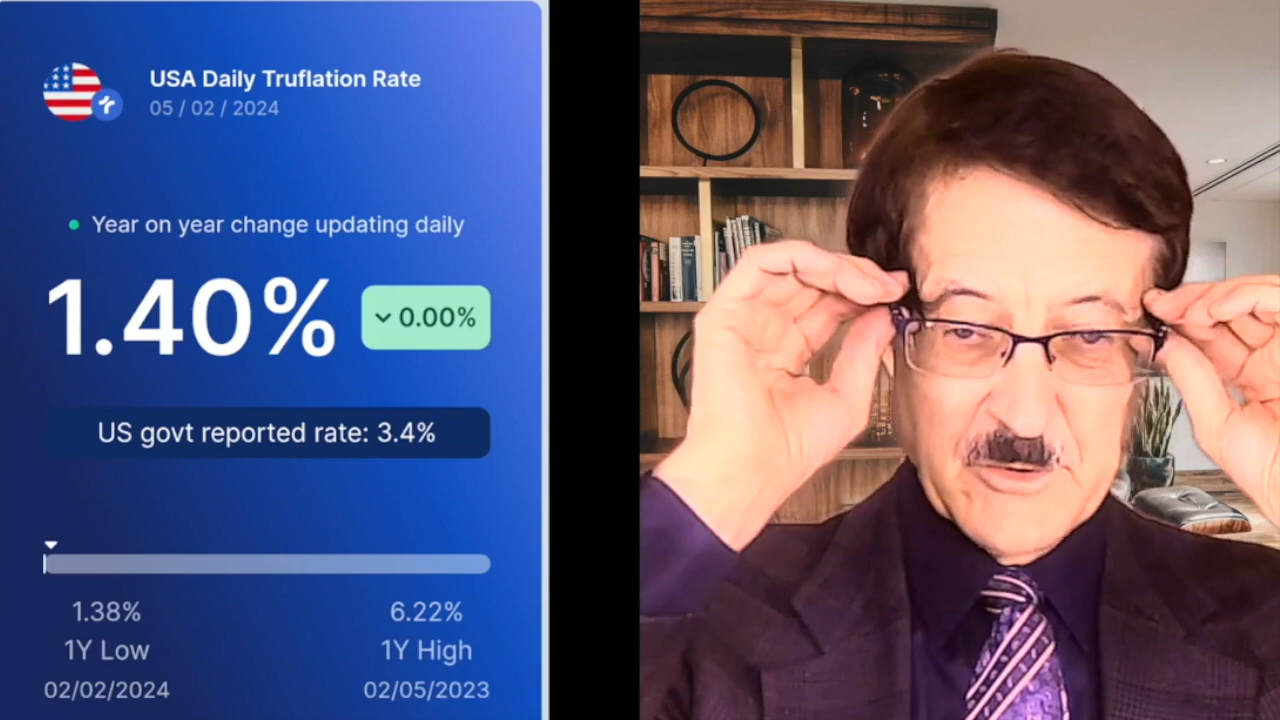 USA Daily Truflation Rate
05 / 02 / 2024
Year on year change updating daily
1.40% 0.00%
US govt reported rate: 3.4%
1.38% 6.22%
1Y Low 1Y High
02/02/2024 02/05/2023